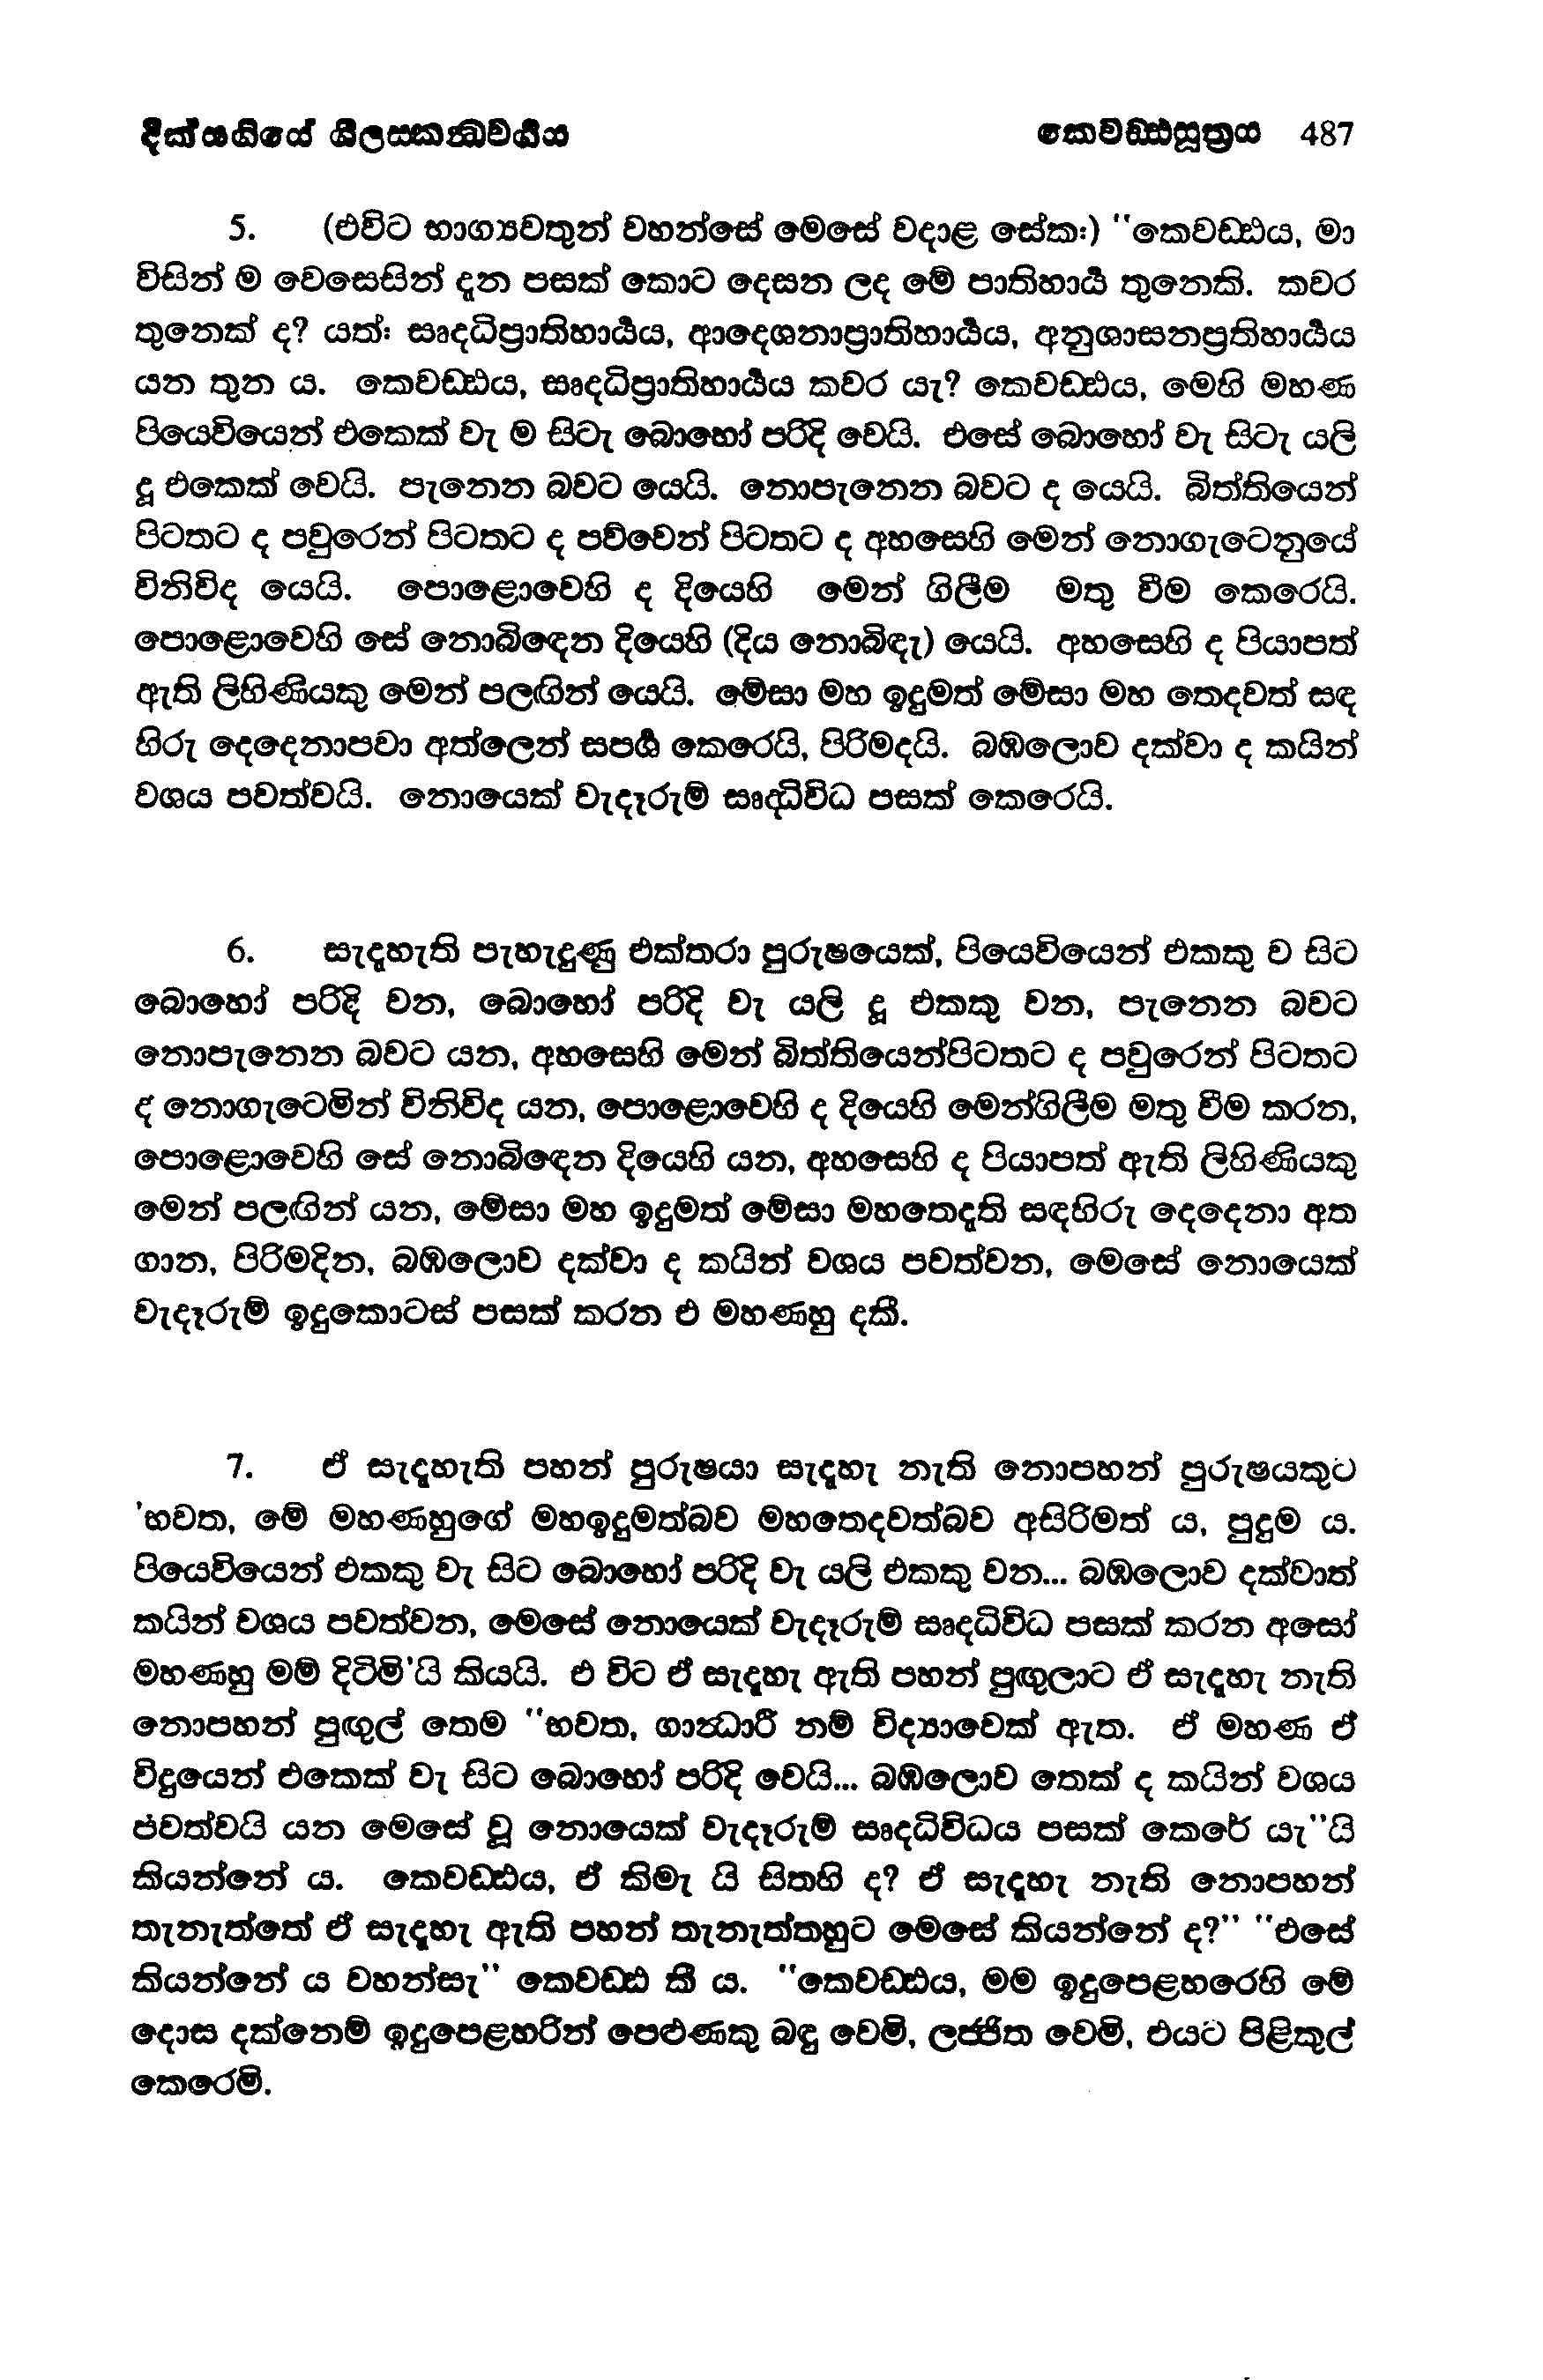 දික්සඟියේ ශීලසකන්‍ධවර්‍ගය කෙවඩ්ඪසූත්‍රය 487
5. (එවිට භාග්‍යවතුන් වහන්සේ මෙසේ වදාළ සේක:) "කෙවඩ්ඪය, මා
විසින් ම වෙසෙසින් දැන පසක් කොට දෙසන ලද මේ පාතිහාර්‍ය තුනෙකි. කවර
තුනෙක් ද? යත්: ඍද්ධිප්‍රාතිහාර්‍යය, ආදෙශනාප්‍රාතිහාර්‍යය, අනුශාසනප්‍රතිහාර්‍යය
යන තුන ය. කෙවඩ්ඪය, ඍද්ධිප්‍රාතිහාර්‍යය කවර යැ? කෙවඩ්ඪය, මෙහි මහණ
පියෙවියෙන් එකෙක් වැ ම සිටැ බොහෝ පරිදි වෙයි. එසේ බොහෝ වැ සිටැ යලි
දු එකෙක් වෙයි. පැනෙන බවට යෙයි. නොපැනෙන බවට ද යෙයි. බිත්තියෙන්
පිටතට ද පවුරෙන් පිටතට ද පව්වෙන් පිටතට ද අහසෙහි මෙන් නොගැටෙනුයේ
විනිවිද යෙයි. පොළොවෙහි ද දියෙහි මෙන් ගිලීම මතු වීම කෙරෙයි.
පොළොවෙහි සේ නොබිඳෙන දියෙහි (දිය නොබිඳැ) යෙයි. අහසෙහි ද පියාපත්
ඇති ලිහිණියකු මෙන් පලඟින් යෙයි. මේසා මහ ඉදුමත් මේසා මහ තෙදවත් සඳ
හිරු දෙදෙනාපවා අත්ලෙන් සපර්‍ශ කෙරෙයි, පිරිමදියි. බඹලොව දක්වා ද කයින්
වශය පවත්වයි. නොයෙක් වැදෑරුම් ඍද්ධිවිධ පසක් කෙරෙයි.
6. සැදැහැති පැහැදුණු එක්තරා පුරුෂයෙක්, පියෙවියෙන් එකකු ව සිට
බොහෝ පරිදි වන, බොහෝ පරිදි වැ යලි දු එකකු වන, පැනෙන බවට
නොපැනෙන බවට යන, අහසෙහි මෙන් බිත්තියෙන්පිටතට ද පවුරෙන් පිටතට
ද නොගැටෙමින් විනිවිද යන, පොළොවෙහි ද දියෙහි මෙන්ගිලීම මතු වීම කරන,
පොළොවෙහි සේ නොබිඳෙන දියෙහි යන, අහසෙහි ද පියාපත් ඇති ලිහිණියකු
මෙන් පලඟින් යන, මේසා මහ ඉදුමත් මේසා මහතෙදැති සඳහිරු දෙදෙනා අත
ගාන, පිරිමදින, බඹලොව දක්වා ද කයින් වශය පවත්වන, මෙසේ නොයෙක්
වැදෑරුම් ඉදුකොටස් පසක් කරන එ මහණහු දකී.
7. ඒ සැදැහැති පහන් පුරුෂයා සැදැහැ නැති නොපහන් පුරුෂයකුට
'භවත, මේ මහණහුගේ මහඉදුමත්බව මහතෙදවත්බව අසිරිමත් ය, පුදුම ය.
පියෙවියෙන් එකකු වැ සිට බොහෝ පරිදි වැ යලි එකකු වන... බඹලොව දක්වාත්
කයින් වශය පවත්වන, මෙසේ නොයෙක් වැදෑරුම් ඍද්ධිවිධ පසක් කරන අසෝ
මහණහු මම් දිටිමි'යි කියයි. එ විට ඒ සැදැහැ ඇති පහන් පුඟුලාට ඒ සැදැහැ නැති
නොපහන් පුඟුල් තෙම "භවත, ගාන්‍ධාරී නම් විද්‍යාවෙක් ඇත. ඒ මහණ ඒ
විදුයෙන් එකෙක් වැ සිට බොහෝ පරිදි වෙයි... බඹලොව තෙක් ද කයින් වශය
පවත්වයි යන මෙසේ වූ නොයෙක් වැදෑරුම් ඍද්ධිවිධය පසක් කෙරේ යැ"යි
කියන්නේ ය. කෙවඩ්ඪය, ඒ කිමැ යි සිතහි ද? ඒ සැදැහැ නැති නොපහන්
තැනැත්තේ ඒ සැදැහැ ඇති පහන් තැනැත්තහුට මෙසේ කියන්නේ ද?" "එසේ
කියන්නේ ය වහන්සැ" කෙවඩ්ඪ කී ය. "කෙවඩ්ඪය, මම ඉදුපෙළහරෙහි මේ
දොස දක්නෙම් ඉදුපෙළහරින් පෙළුණකු බඳු වෙමි, ලජ්ජිත වෙමි, එයට පිළිකුල්
කෙරෙමි.